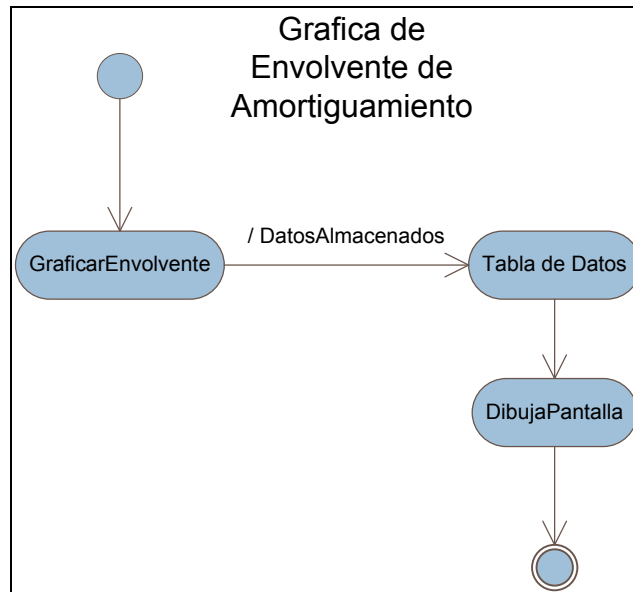 Grafica de
Envolvente de
Amortiguamiento
/ DatosAlmacenados
GraficarEnvolvente
Tabla de Datos
DibujaPantalla